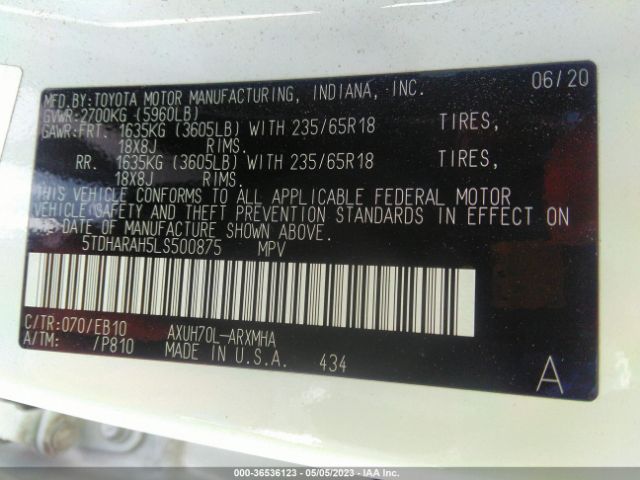 MFD.BY:TOYOTA MOTOR MANUFACTURING, INDIANA, INC. 06/20
GVWR:2700KG (5960LB)
GAWR:FRT. 1635KG (3605LB) WITH 235/65R18 TIRES,
18X8J RIMS.
RR. 1635KG (3605LB) WITH 235/65R18 TIRES,
18X8J RIMS.
THIS VEHICLE CONFORMS TO ALL APPLICABLE FEDERAL MOTOR
VEHICLE SAFETY AND THEFT PREVENTION STANDARDS IN EFFECT ON
THE DATE OF MANUFACTURE SHOWN ABOVE.
5TDHARAH5LS500875 MPV
C/TR:070/EB10 AXUH70L-ARXMHA
A/TM: /P810 MADE IN U.S.A. 434 A
000-36536123 - 05/05/2023 - IAA Inc.